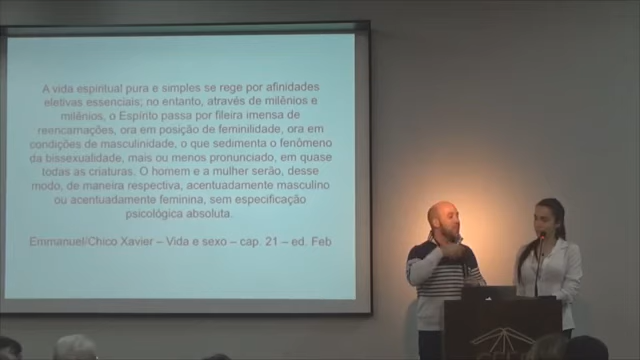 A vida espiritual pura e simples se rege por afinidades
eletivas essenciais; no entanto, através de milênios e
milênios, o Espírito passa por fileira imensa de
reencarnações, ora em posição de feminilidade, ora em
condições de masculinidade, o que sedimenta o fenômeno
da bissexualidade, mais ou menos pronunciado, em quase
todas as criaturas. O homem e a mulher serão, desse
modo, de maneira respectiva, acentuadamente masculino
ou acentuadamente feminina, sem especificação
psicológica absoluta.
Emmanuel/Chico Xavier – Vida e sexo – cap. 21 – ed. Feb